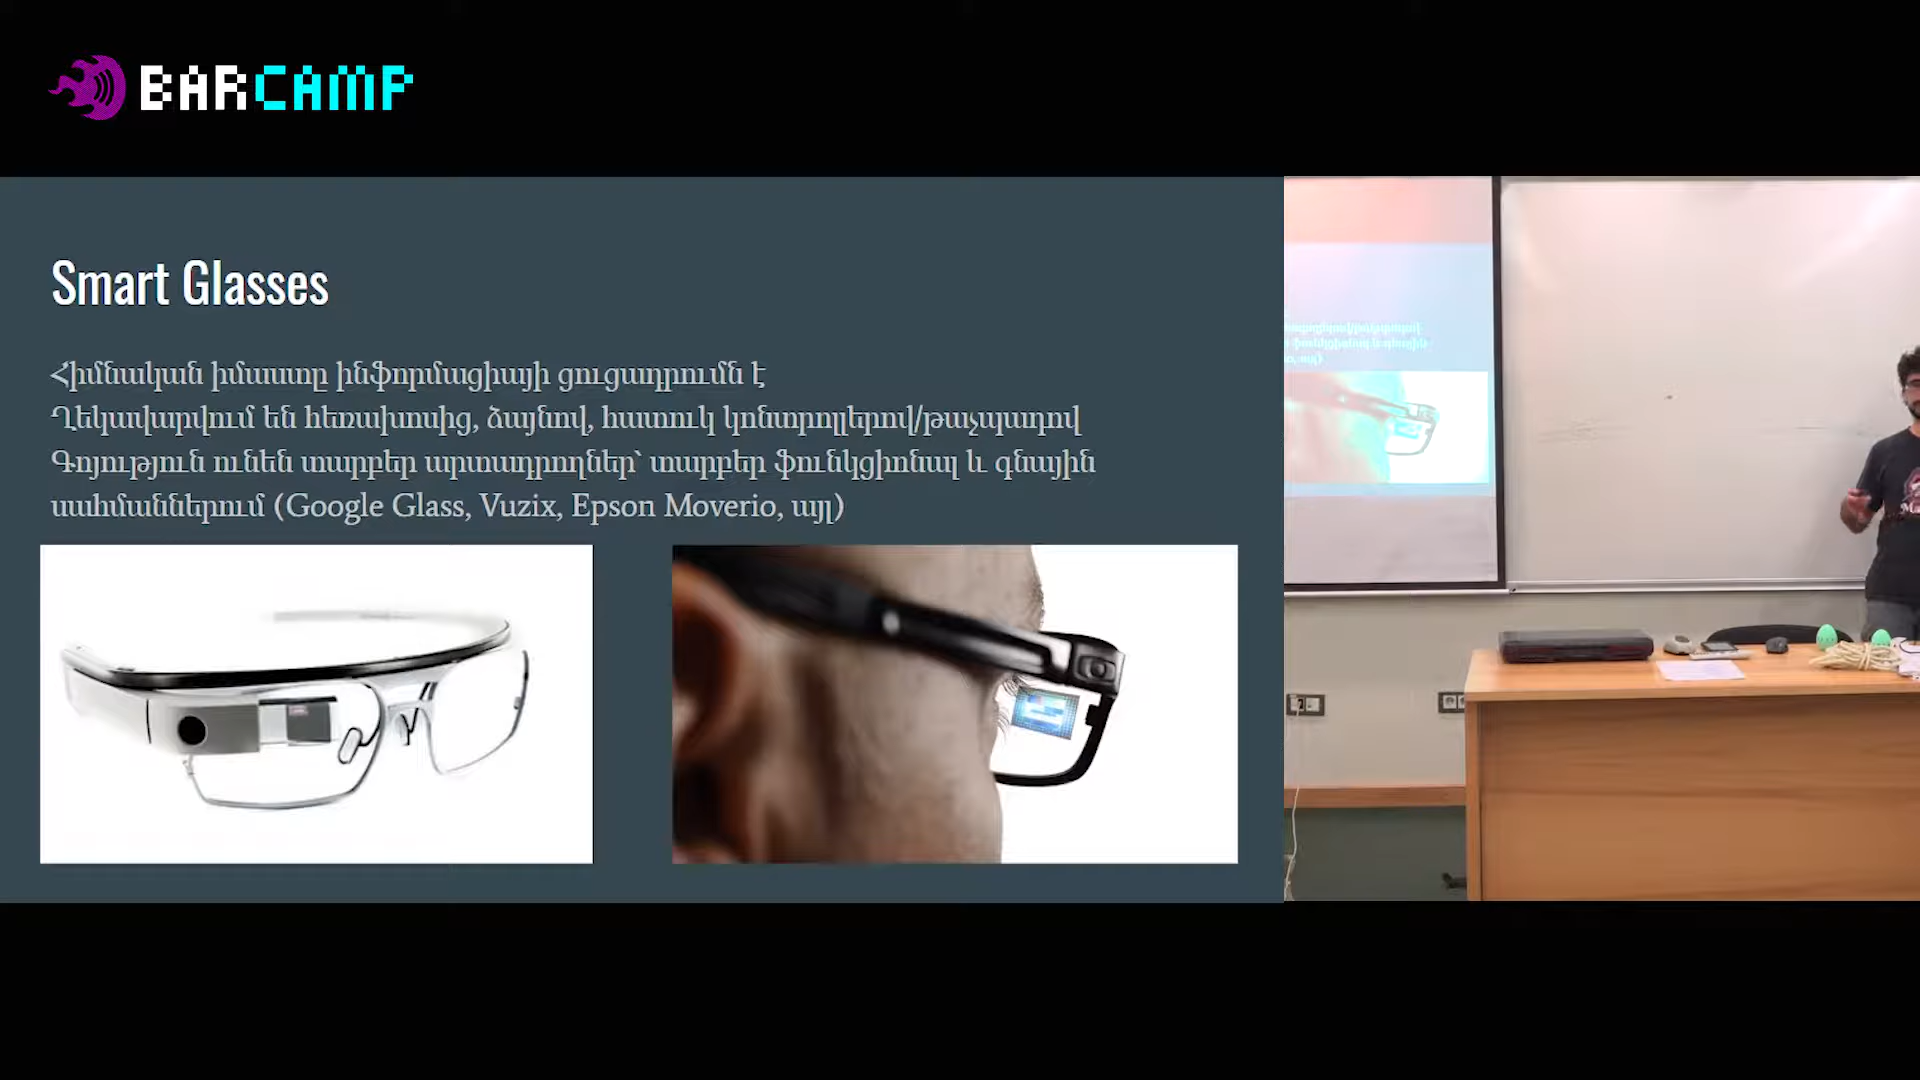 BARCAMP
Smart Glasses
Հիմնական իմաստը ինֆորմացիայի ցուցադրումն է
Ղեկավարվում են հեռախոսից, ձայնով, հատուկ կոնտրոլլերով/թաչպադով
Գոյություն ունեն տարբեր արտադրողներ՝ տարբեր ֆունկցիոնալ և գնային
սահմաններում (Google Glass, Vuzix, Epson Moverio, այլ)